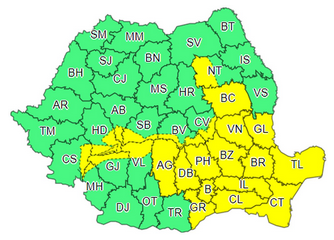 BT
SM
MM
SV
SJ
BN
NT
IS
BH
CJ
MS
HR
BC
VS
AR
AB
TM
HD
SB
BV
CV
VN
GL
CS
GJ
VL
AG
PH
BZ
BR
TL
DB
MH
IL
B
DJ
OT
TR
GR
CL
CT